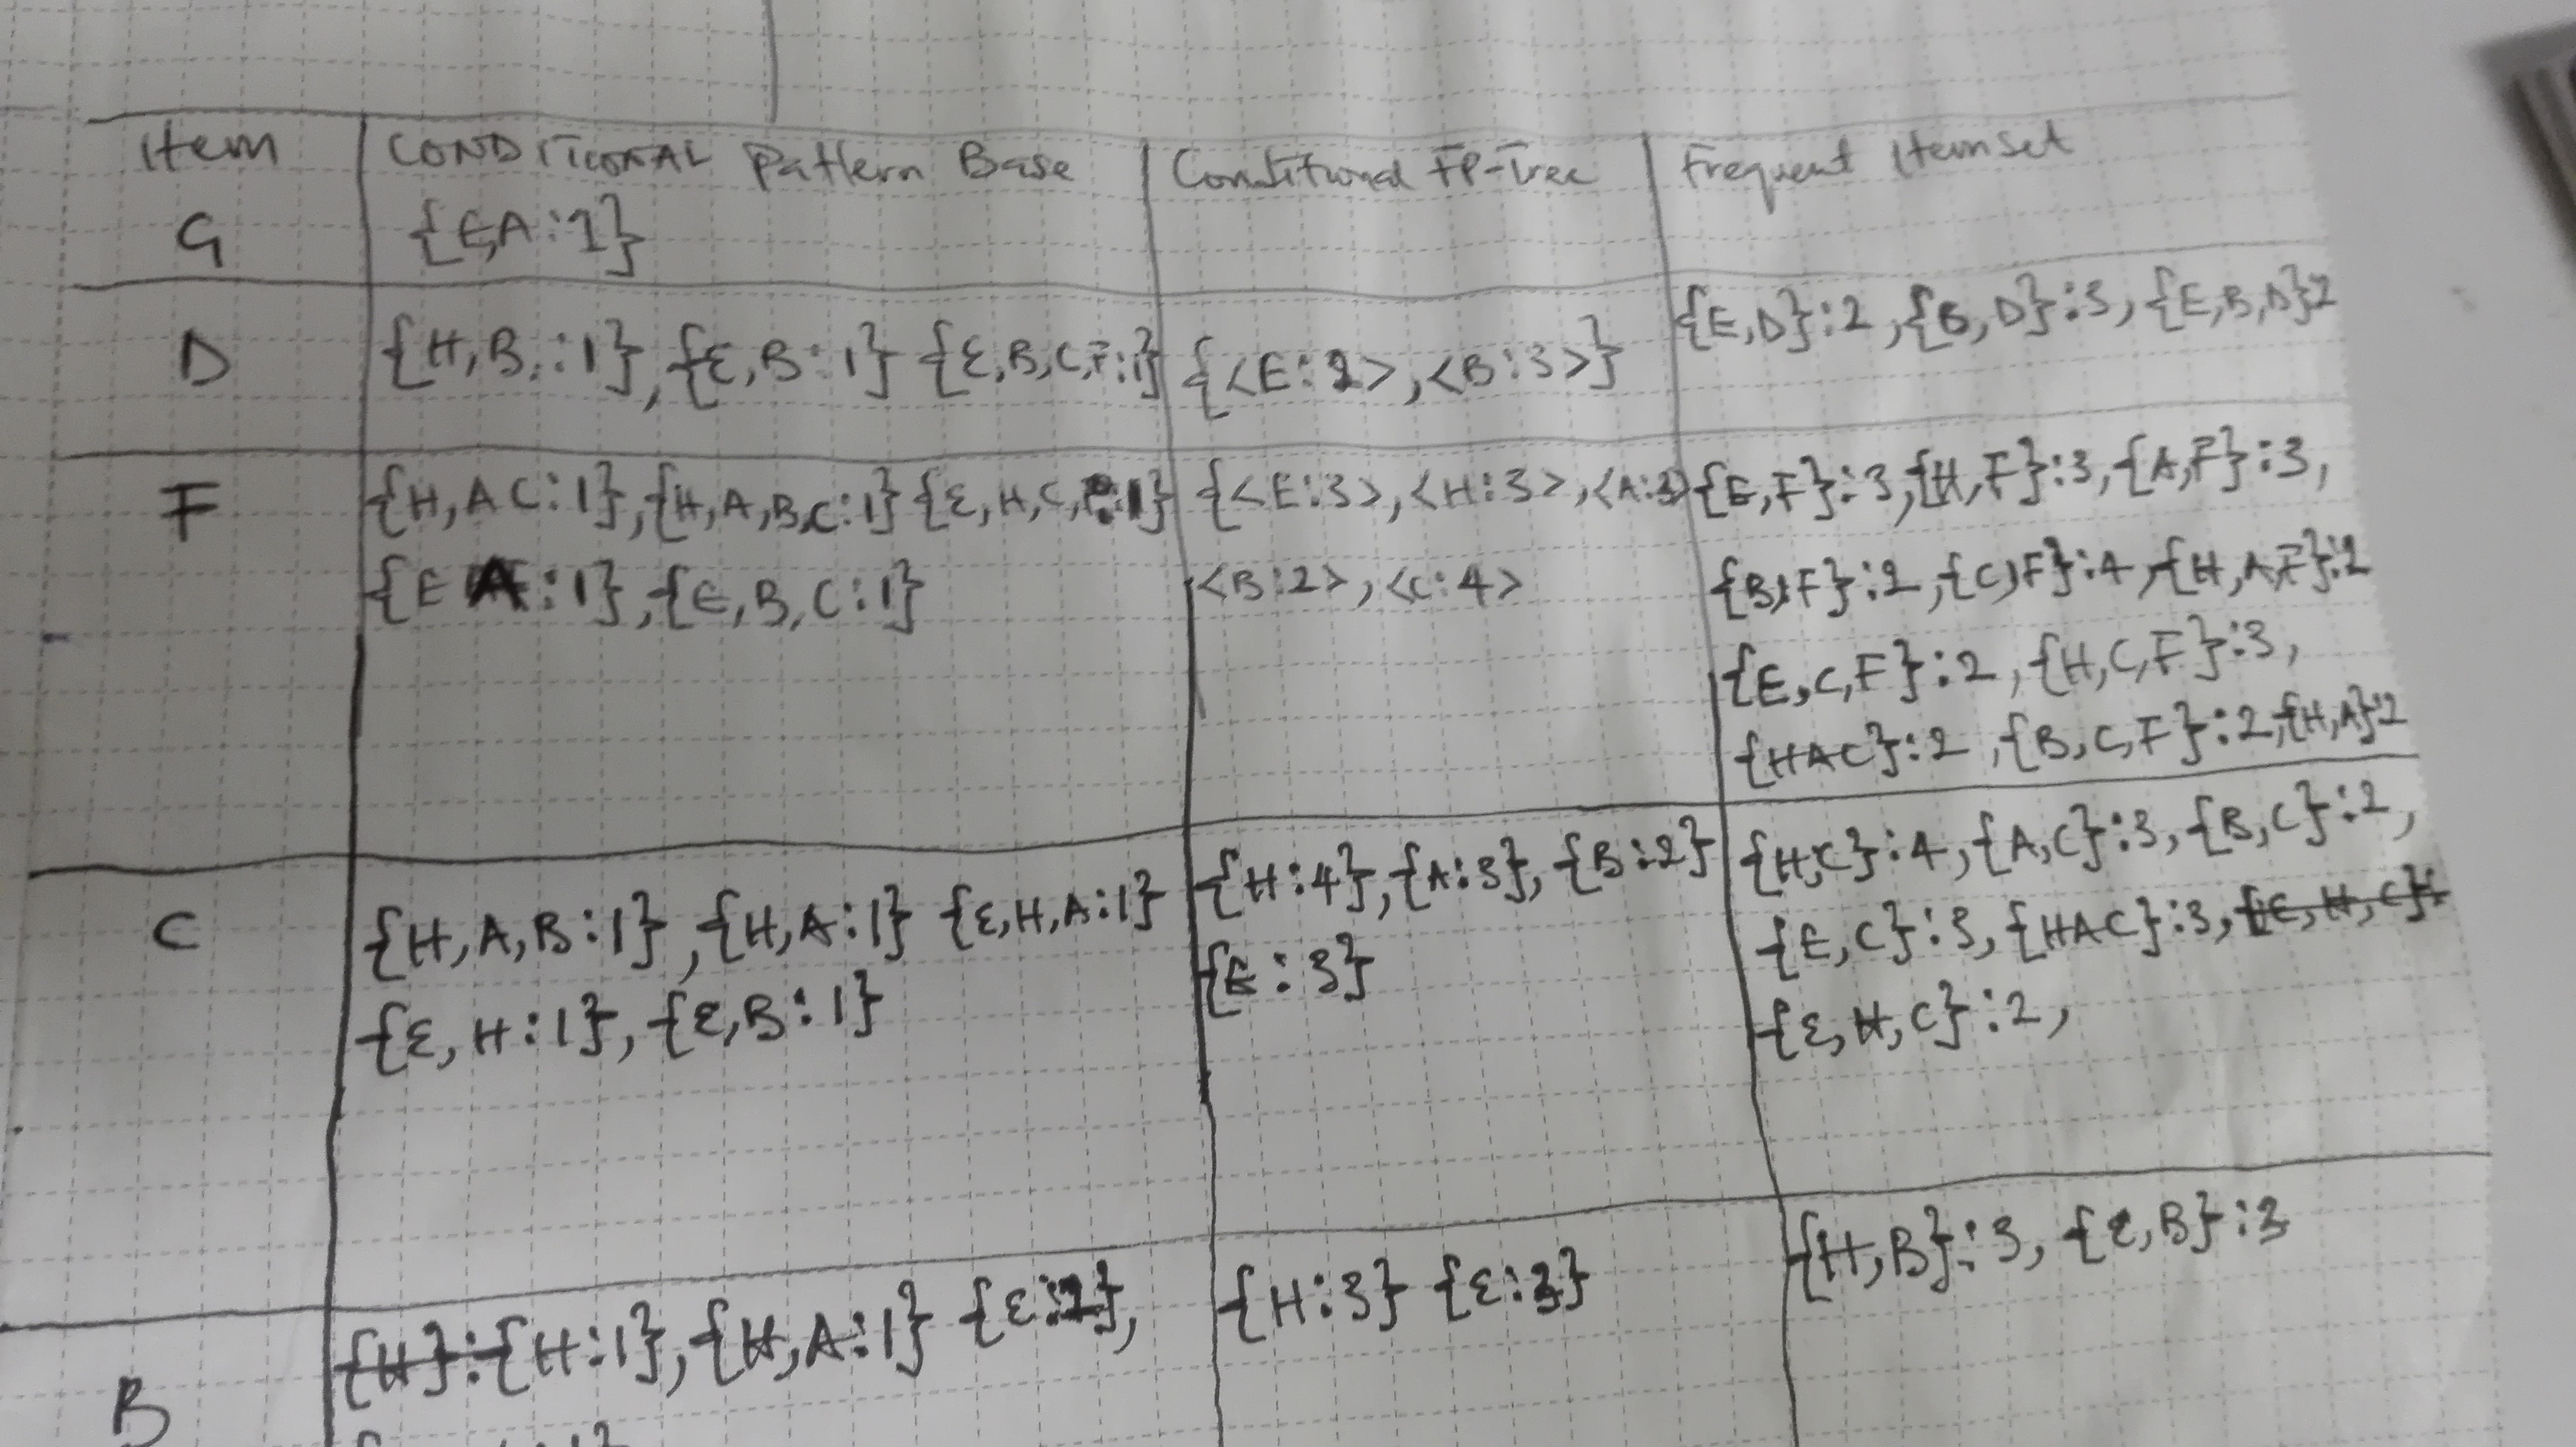 Item CONDITIONAL Pattern Base Conditional FP-Tree Frequent Itemset
G {E,A:1}
D {H,B,:1}, {E,B:1} {E,B,C,F:1} {<E:2>,<B:3>} {E,D}:2, {B,D}:3, {E,B,D}2
F {H,AC:1}, {H,A,B,C:1} {E,H,C, :1} {<E:3>,<H:3>,<A:3> {E,F}:3, {H,F}:3, {A,F}:3,
{E A:1}, {E,B,C:1} <B:2>, <C:4> {B,F}:2, {C,F}:4, {H,A,F}:2
{E,C,F}:2, {H,C,F}:3,
{HAC}:2, {B,C,F}:2, {H,A}:2
C {H,A,B:1}, {H,A:1} {E,H,A:1} {H:4}, {A:3}, {B:2} {H,C}:4, {A,C}:3, {B,C}:2,
{E,H:1}, {E,B:1} {E:3} {E,C}:3, {HAC}:3, {E,H,C}:
{E,H,C}:2,
B {H}:{H:1}, {H,A:1} {E: }, {H:3} {E:3} {H,B}:3, {E,B}:3